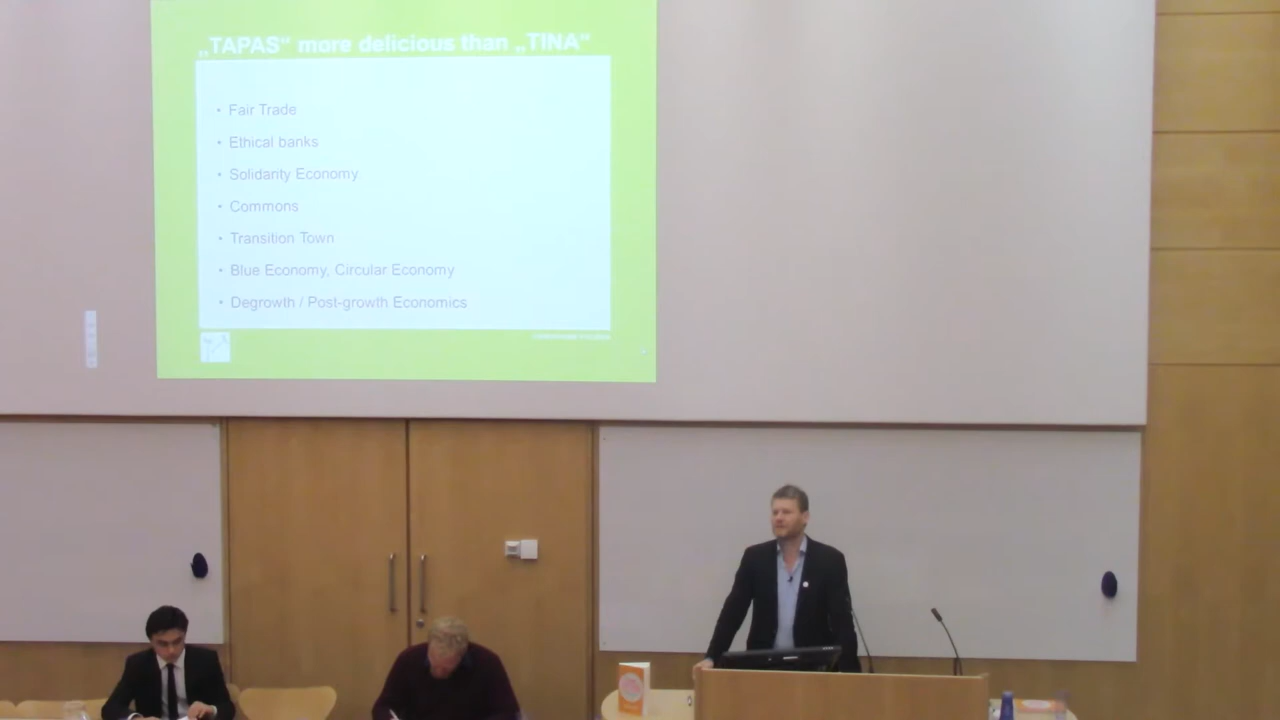 „TAPAS“ more delicious than „TINA“
• Fair Trade
• Ethical banks
• Solidarity Economy
• Commons
• Transition Town
• Blue Economy, Circular Economy
• Degrowth / Post-growth Economics